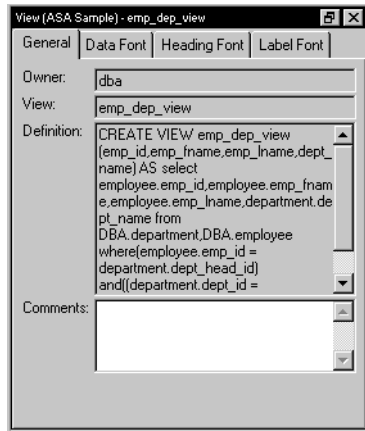 View (ASA Sample) - emp_dep_view
General Data Font Heading Font Label Font
Owner: dba
View: emp_dep_view
Definition: CREATE VIEW emp_dep_view
(emp_id,emp_fname,emp_lname,dept_
name) AS select
employee.emp_id,employee.emp_fnam
e,employee.emp_lname,department.de
pt_name from
DBA.department,DBA.employee
where(employee.emp_id =
department.dept_head_id)
and((department.dept_id =
Comments: